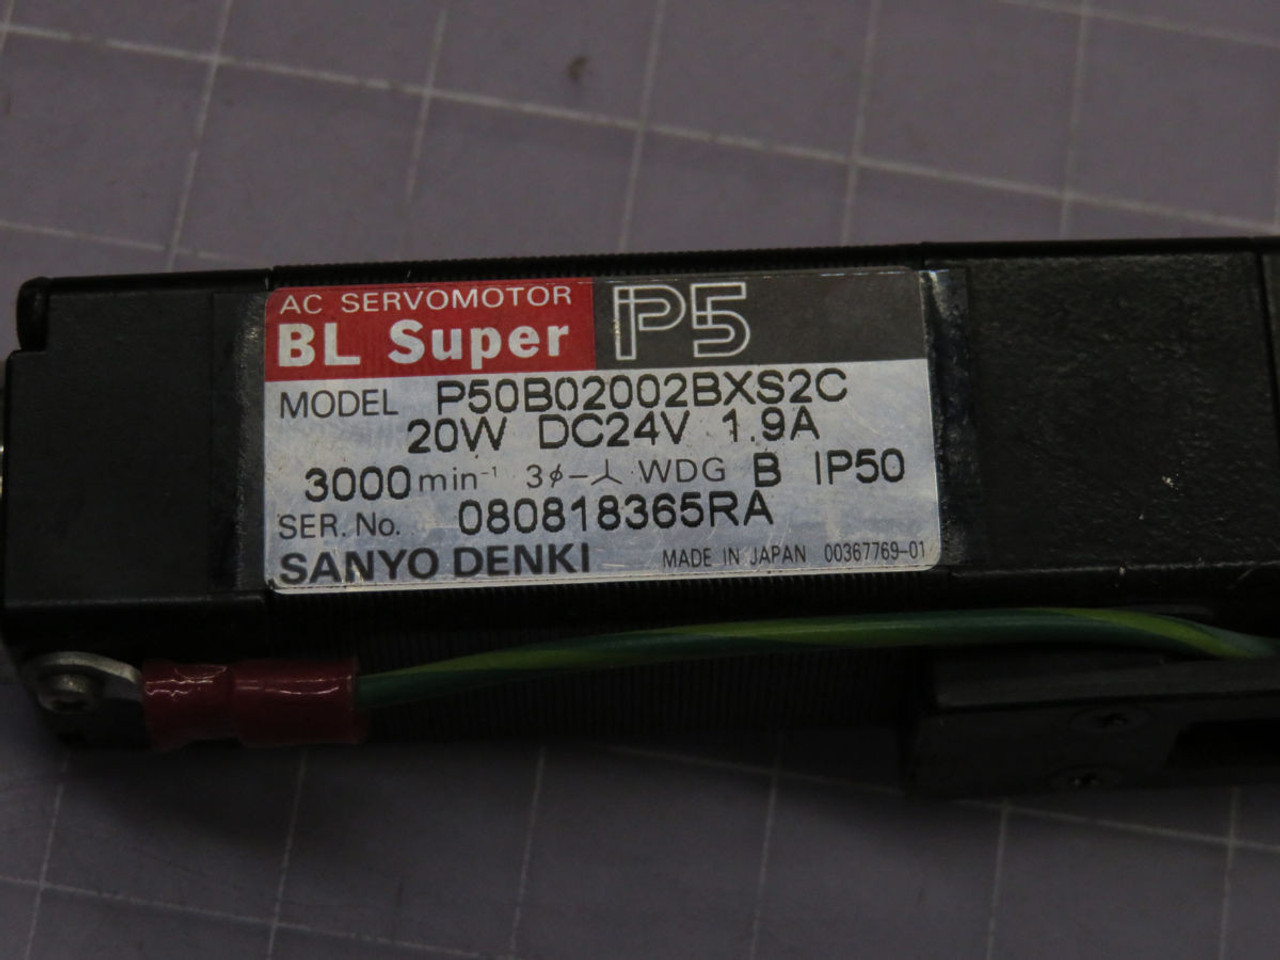 AC SERVOMOTOR
BL Super P5
MODEL P50B02002BXS2C
20W DC24V 1.9A
3000min⁻¹ 3ϕ-⅄ WDG B IP50
SER. No. 080818365RA
SANYO DENKI MADE IN JAPAN 00367769-01